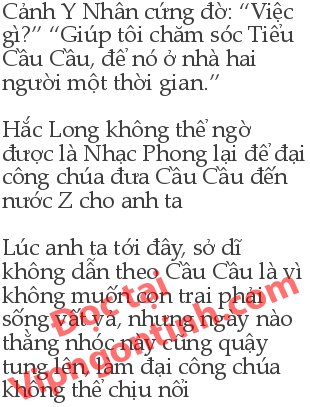 Cảnh Y Nhân cứng đờ: “Việc
gì?” “Giúp tôi chăm sóc Tiểu
Cầu Cầu, để nó ở nhà hai
người một thời gian.”
Hắc Long không thể ngờ
được là Nhạc Phong lại để đại
công chúa đưa Cầu Cầu đến
nước Z cho anh ta
Lúc anh ta tới đây, sở dĩ
không dẫn theo Cầu Cầu là vì
không muốn con trai phải
sống vất vả, nhưng ngày nào
thằng nhóc này cũng quậy
tung lên, làm đại công chúa
không thể chịu nổi
Đọc tại
Vipngontinh.com